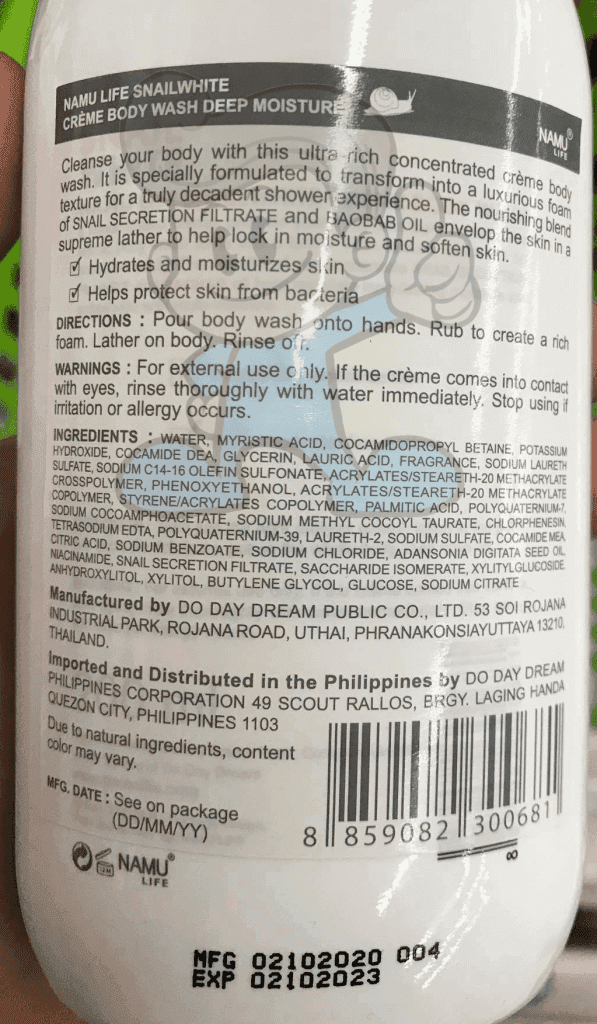 NAMU LIFE SNAILWHITE
CRÈME BODY WASH DEEP MOISTURE
NAMU®
LIFE
Cleanse your body with this ultra-rich concentrated crème body
wash. It is specially formulated to transform into a luxurious foam
texture for a truly decadent shower experience. The nourishing blend
of SNAIL SECRETION FILTRATE and BAOBAB OIL envelop the skin in a
supreme lather to help lock in moisture and soften skin.
Hydrates and moisturizes skin
Helps protect skin from bacteria
DIRECTIONS : Pour body wash onto hands. Rub to create a rich
foam. Lather on body. Rinse off.
WARNINGS : For external use only. If the crème comes into contact
with eyes, rinse thoroughly with water immediately. Stop using if
irritation or allergy occurs.
INGREDIENTS : WATER, MYRISTIC ACID, COCAMIDOPROPYL BETAINE, POTASSIUM
HYDROXIDE, COCAMIDE DEA, GLYCERIN, LAURIC ACID, FRAGRANCE, SODIUM LAURETH
SULFATE, SODIUM C14-16 OLEFIN SULFONATE, ACRYLATES/STEARETH-20 METHACRYLATE
CROSSPOLYMER, PHENOXYETHANOL, ACRYLATES/STEARETH-20 METHACRYLATE
COPOLYMER, STYRENE/ACRYLATES COPOLYMER, PALMITIC ACID, POLYQUATERNIUM-7,
SODIUM COCOAMPHOACETATE, SODIUM METHYL COCOYL TAURATE, CHLORPHENESIN,
TETRASODIUM EDTA, POLYQUATERNIUM-39, LAURETH-2, SODIUM SULFATE, COCAMIDE MEA,
CITRIC ACID, SODIUM BENZOATE, SODIUM CHLORIDE, ADANSONIA DIGITATA SEED OIL,
NIACINAMIDE, SNAIL SECRETION FILTRATE, SACCHARIDE ISOMERATE, XYLITYLGLUCOSIDE,
ANHYDROXYLITOL, XYLITOL, BUTYLENE GLYCOL, GLUCOSE, SODIUM CITRATE
Manufactured by DO DAY DREAM PUBLIC CO., LTD. 53 SOI ROJANA
INDUSTRIAL PARK, ROJANA ROAD, UTHAI, PHRANAKONSIAYUTTAYA 13210,
THAILAND.
Imported and Distributed in the Philippines by DO DAY DREAM
PHILIPPINES CORPORATION 49 SCOUT RALLOS, BRGY. LAGING HANDA
QUEZON CITY, PHILIPPINES 1103
Due to natural ingredients, content
color may vary.
MFG. DATE : See on package
(DD/MM/YY)
8 859082 300681
8
12M
NAMU®
LIFE
MFG 02102020 004
EXP 02102023